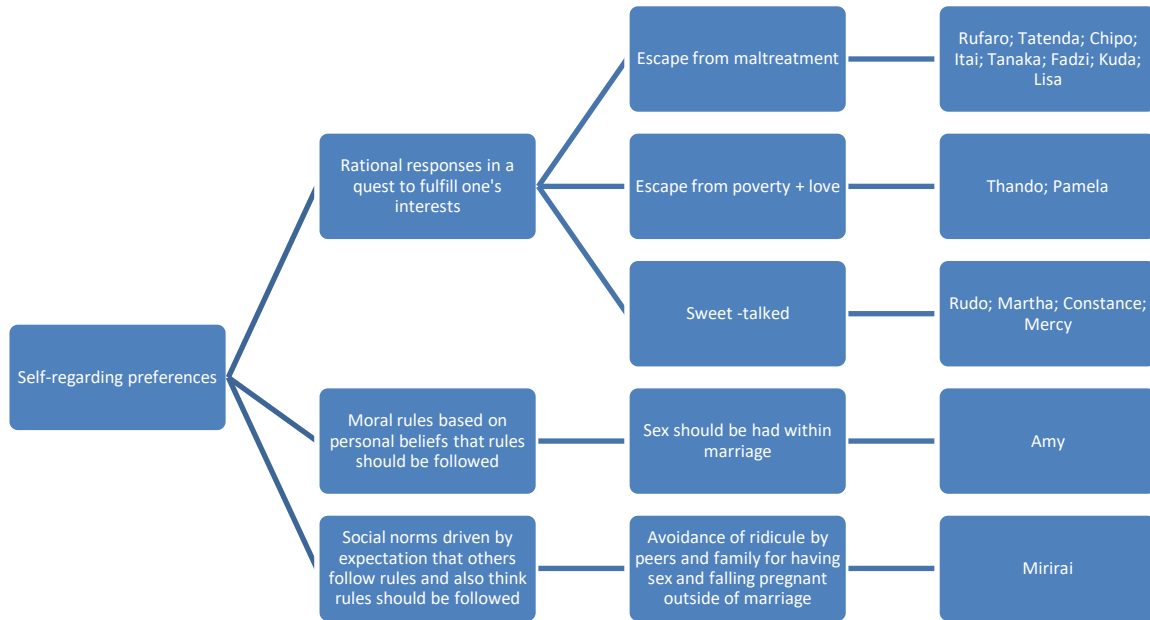 Escape from maltreatment
Rufaro; Tatenda; Chipo;
Itai; Tanaka; Fadzi; Kuda;
Lisa
Rational responses in a
quest to fulfill one's
interests
Escape from poverty + love
Thando; Pamela
Sweet -talked
Rudo; Martha; Constance;
Mercy
Self-regarding preferences
Moral rules based on
personal beliefs that rules
should be followed
Sex should be had within
marriage
Amy
Social norms driven by
expectation that others
follow rules and also think
rules should be followed
Avoidance of ridicule by
peers and family for having
sex and falling pregnant
outside of marriage
Mirirai